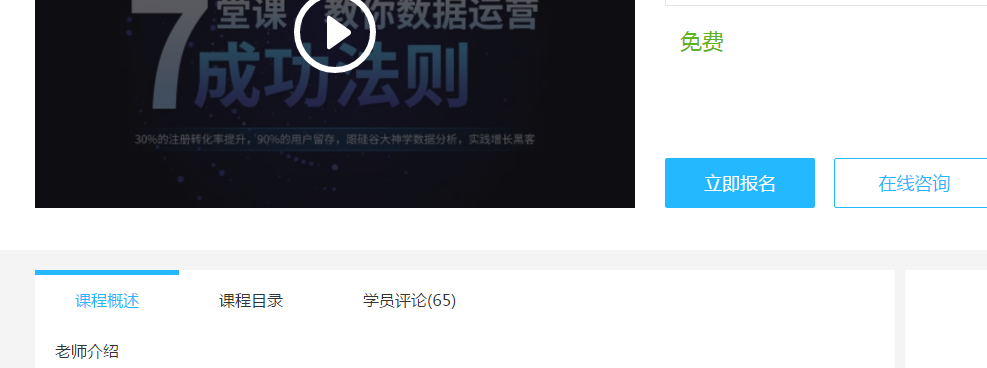 7堂课 教你数据运营
成功法则
30%的注册转化率提升，90%的用户留存，跟硅谷大神学数据分析，实践增长黑客
免费
立即报名
在线咨询
课程概述
课程目录
学员评论(65)
老师介绍